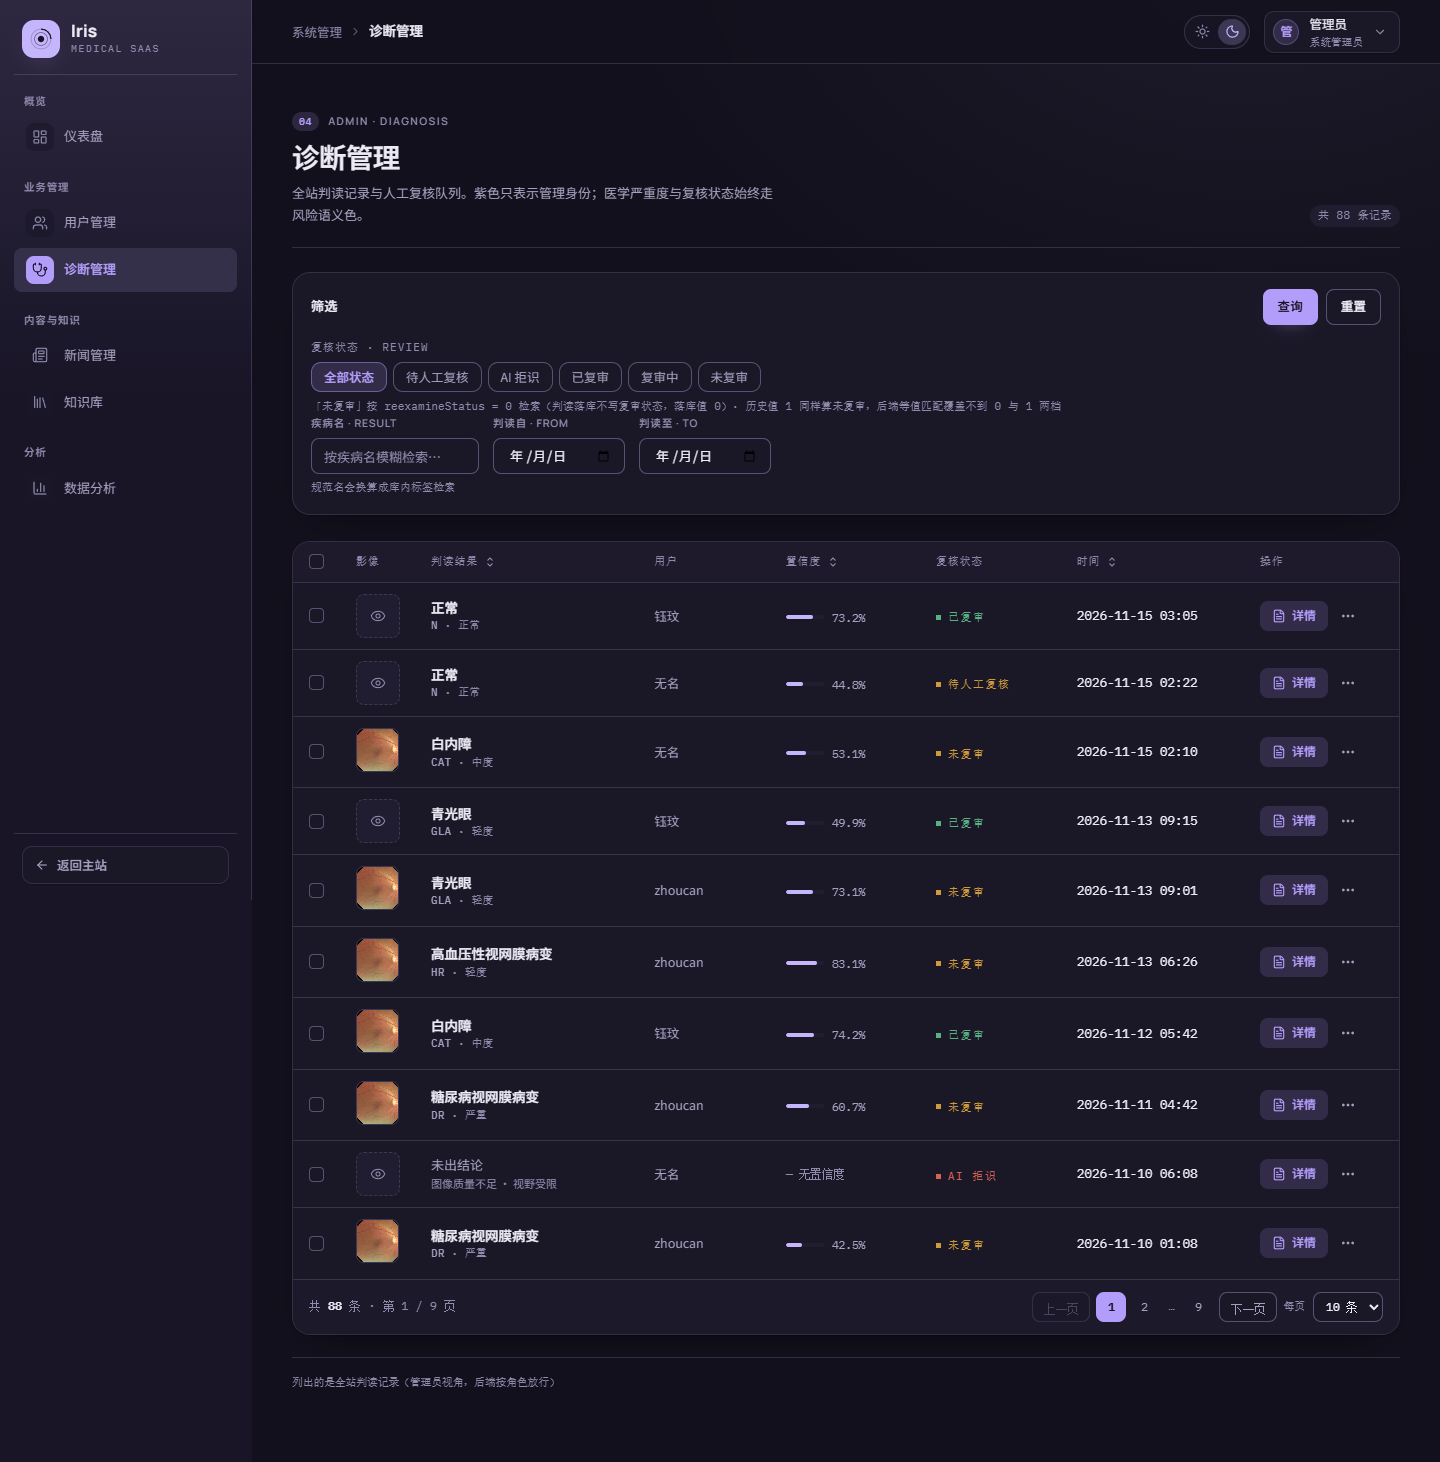 Iris
MEDICAL SAAS
概览
仪表盘
业务管理
用户管理
诊断管理
内容与知识
新闻管理
知识库
分析
数据分析
返回主站
系统管理 > 诊断管理
管 管理员
系统管理员
04 ADMIN · DIAGNOSIS
诊断管理
全站判读记录与人工复核队列。紫色只表示管理身份；医学严重度与复核状态始终走
风险语义色。
共 88 条记录
筛选
查询 重置
复核状态 · REVIEW
全部状态 待人工复核 AI 拒识 已复审 复审中 未复审
「未复审」按 reexamineStatus = 0 检索（判读落库不写复审状态，落库值 0）· 历史值 1 同样算未复审，后端等值匹配覆盖不到 0 与 1 两档
疾病名 · RESULT 判读自 · FROM 判读至 · TO
按疾病名模糊检索… 年 /月/日 年 /月/日
规范名会换算成库内标签检索
影像 判读结果 用户 置信度 复核状态 时间 操作
正常
N · 正常
钰玟 73.2% 已复审 2026-11-15 03:05 详情 ···
正常
N · 正常
无名 44.8% 待人工复核 2026-11-15 02:22 详情 ···
白内障
CAT · 中度
无名 53.1% 未复审 2026-11-15 02:10 详情 ···
青光眼
GLA · 轻度
钰玟 49.9% 已复审 2026-11-13 09:15 详情 ···
青光眼
GLA · 轻度
zhoucan 73.1% 未复审 2026-11-13 09:01 详情 ···
高血压性视网膜病变
HR · 轻度
zhoucan 83.1% 未复审 2026-11-13 06:26 详情 ···
白内障
CAT · 中度
钰玟 74.2% 已复审 2026-11-12 05:42 详情 ···
糖尿病视网膜病变
DR · 严重
zhoucan 60.7% 未复审 2026-11-11 04:42 详情 ···
未出结论
图像质量不足 · 视野受限
无名 — 无置信度 AI 拒识 2026-11-10 06:08 详情 ···
糖尿病视网膜病变
DR · 严重
zhoucan 42.5% 未复审 2026-11-10 01:08 详情 ···
共 88 条 · 第 1 / 9 页
上一页 1 2 … 9 下一页 每页 10 条
列出的是全站判读记录（管理员视角，后端按角色放行）